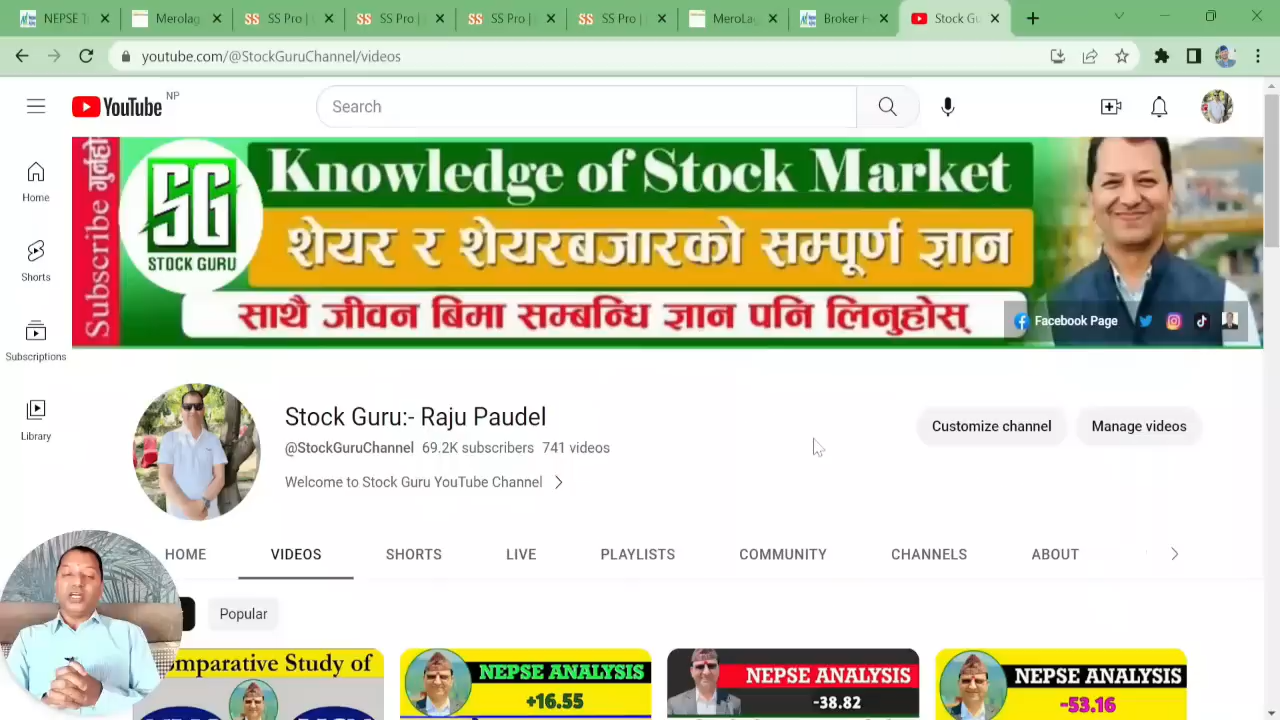 NEPSE T
Merolag
SS Pro |
SS Pro |
SS Pro |
SS Pro |
MeroLa
Broker H
Stock Gu
youtube.com/@StockGuruChannel/videos
YouTube NP
Search
Subscribe गर्नुहोस्
SG
STOCK GURU
Knowledge of Stock Market
शेयर र शेयरबजारको सम्पूर्ण ज्ञान
साथै जीवन बिमा सम्बन्धि ज्ञान पनि लिनुहोस्
Facebook Page
Home
Shorts
Subscriptions
Library
Stock Guru:- Raju Paudel
@StockGuruChannel 69.2K subscribers 741 videos
Welcome to Stock Guru YouTube Channel
Customize channel
Manage videos
HOME
VIDEOS
SHORTS
LIVE
PLAYLISTS
COMMUNITY
CHANNELS
ABOUT
Popular
mparative Study of
NEPSE ANALYSIS
+16.55
NEPSE ANALYSIS
-38.82
NEPSE ANALYSIS
-53.16